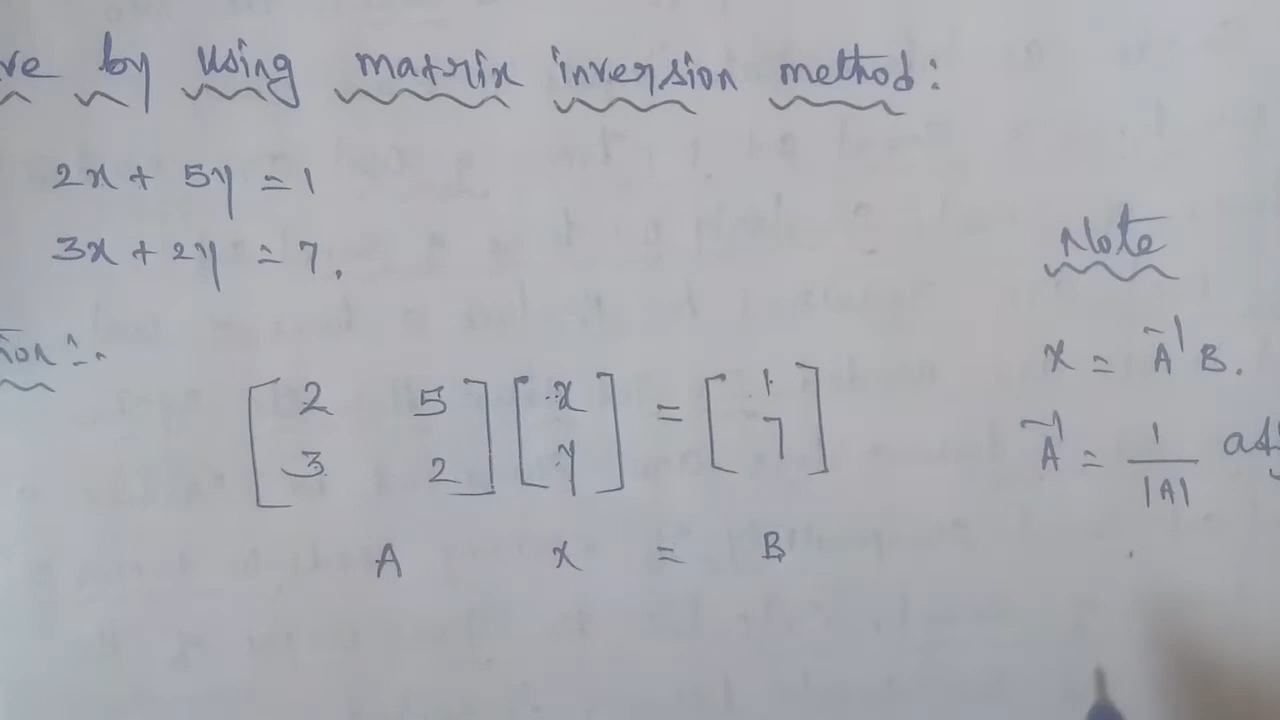 by using matrix inversion method:
2x + 5y = 1
3x + 2y = 7.
Note
x = A⁻¹ B.
[2 5] [x] = [1]
[3 2] [y] [7]
A⁻¹ = 1/|A|
A x = B